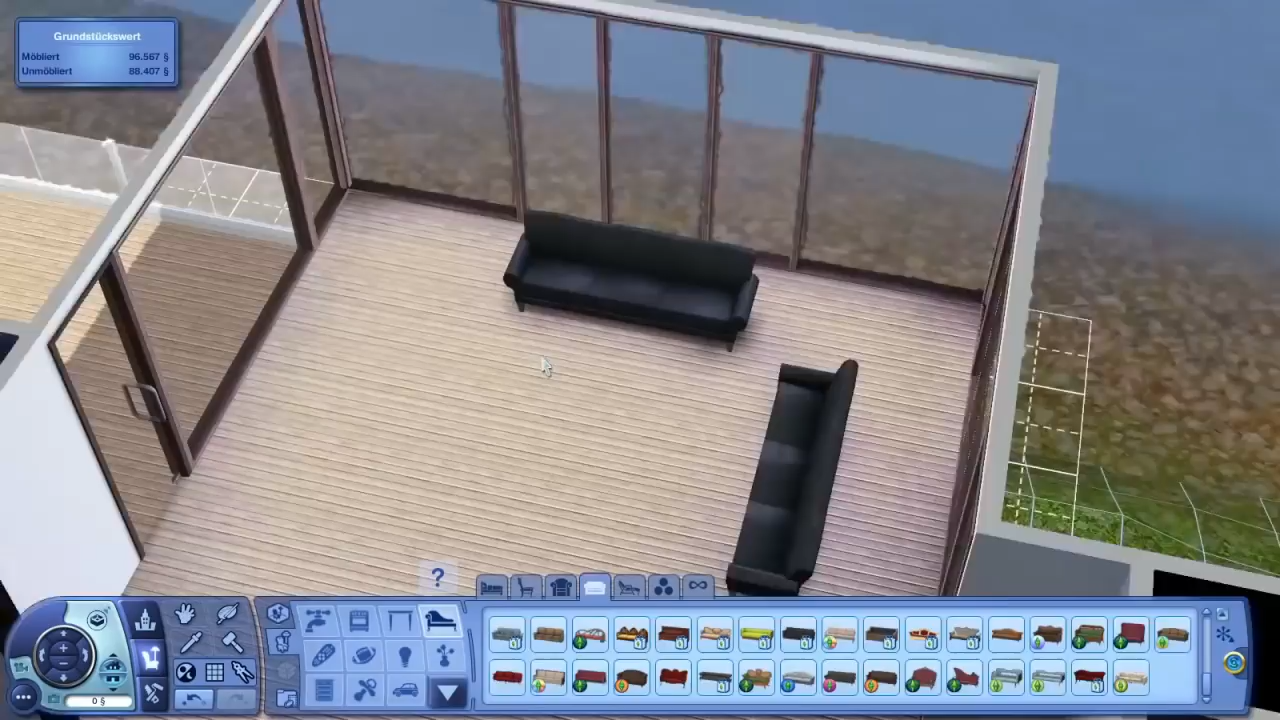 Grundstückswert
Möbliert 96.567 §
Unmöbliert 88.407 §
?
0 §